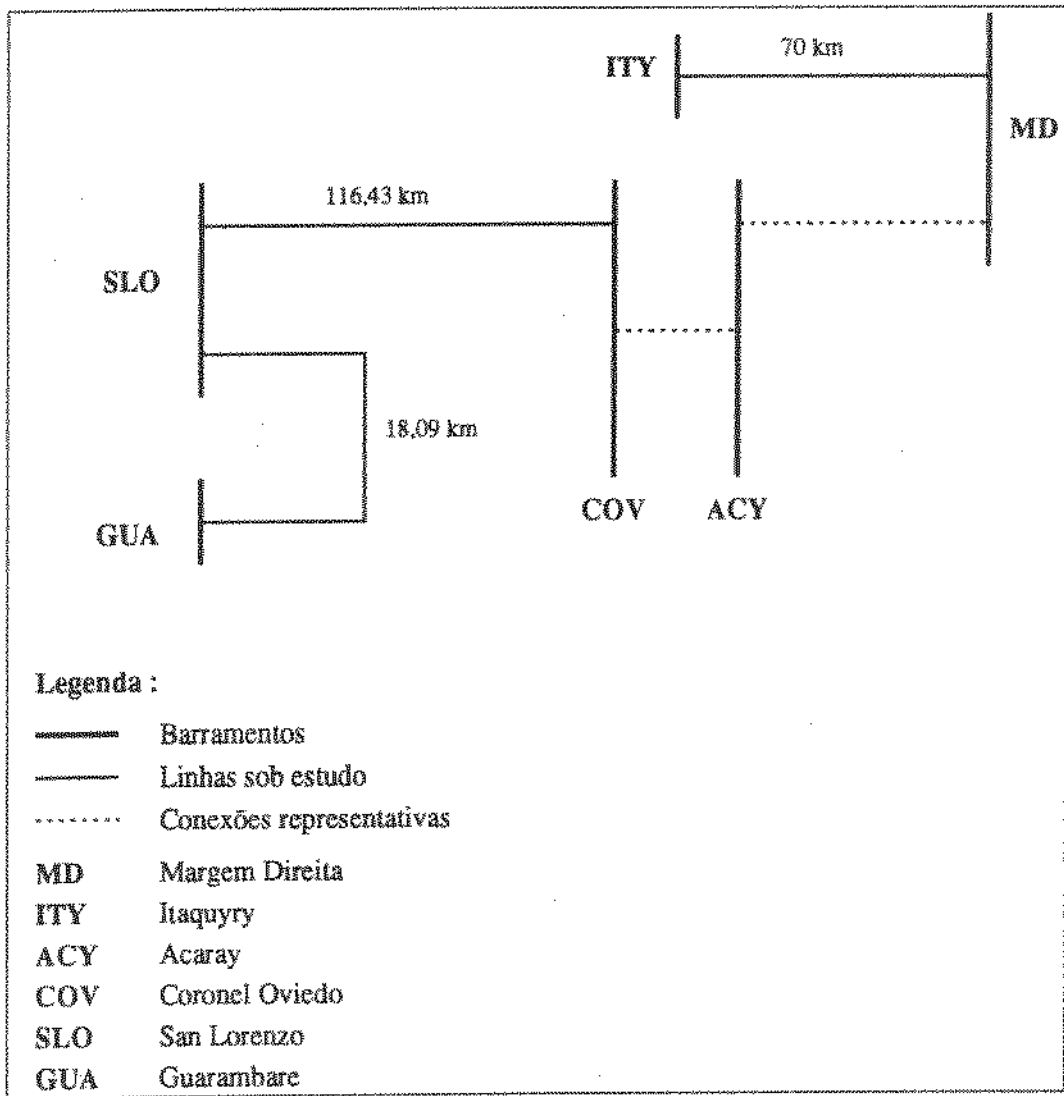 ITY
70 km
MD
116,43 km
SLO
18,09 km
COV
ACY
GUA
Legenda :
Barramentos
Linhas sob estudo
Conexões representativas
MD Margem Direita
ITY Itaquyry
ACY Acaray
COV Coronel Oviedo
SLO San Lorenzo
GUA Guarambare